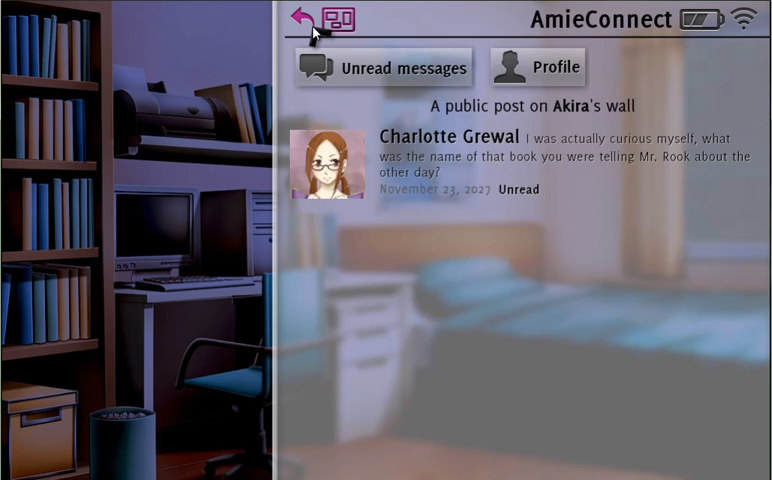 AmieConnect
Unread messages
Profile
A public post on Akira's wall
Charlotte Grewal I was actually curious myself, what
was the name of that book you were telling Mr. Rook about the
other day?
November 23, 2027 Unread